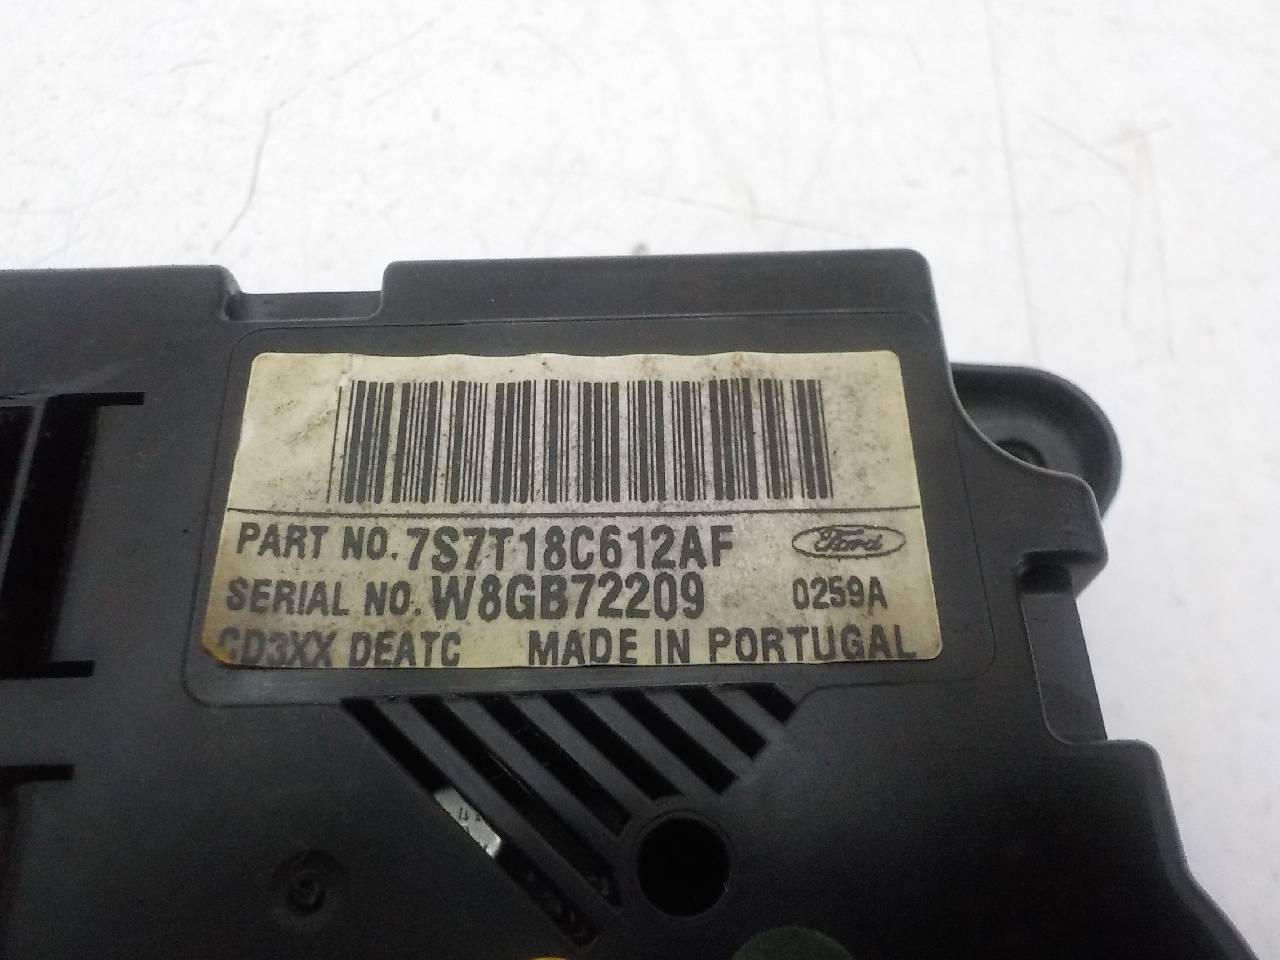 PART NO. 7S7T18C612AF Ford
SERIAL NO. W8GB72209 0259A
CD3XX DEATC MADE IN PORTUGAL